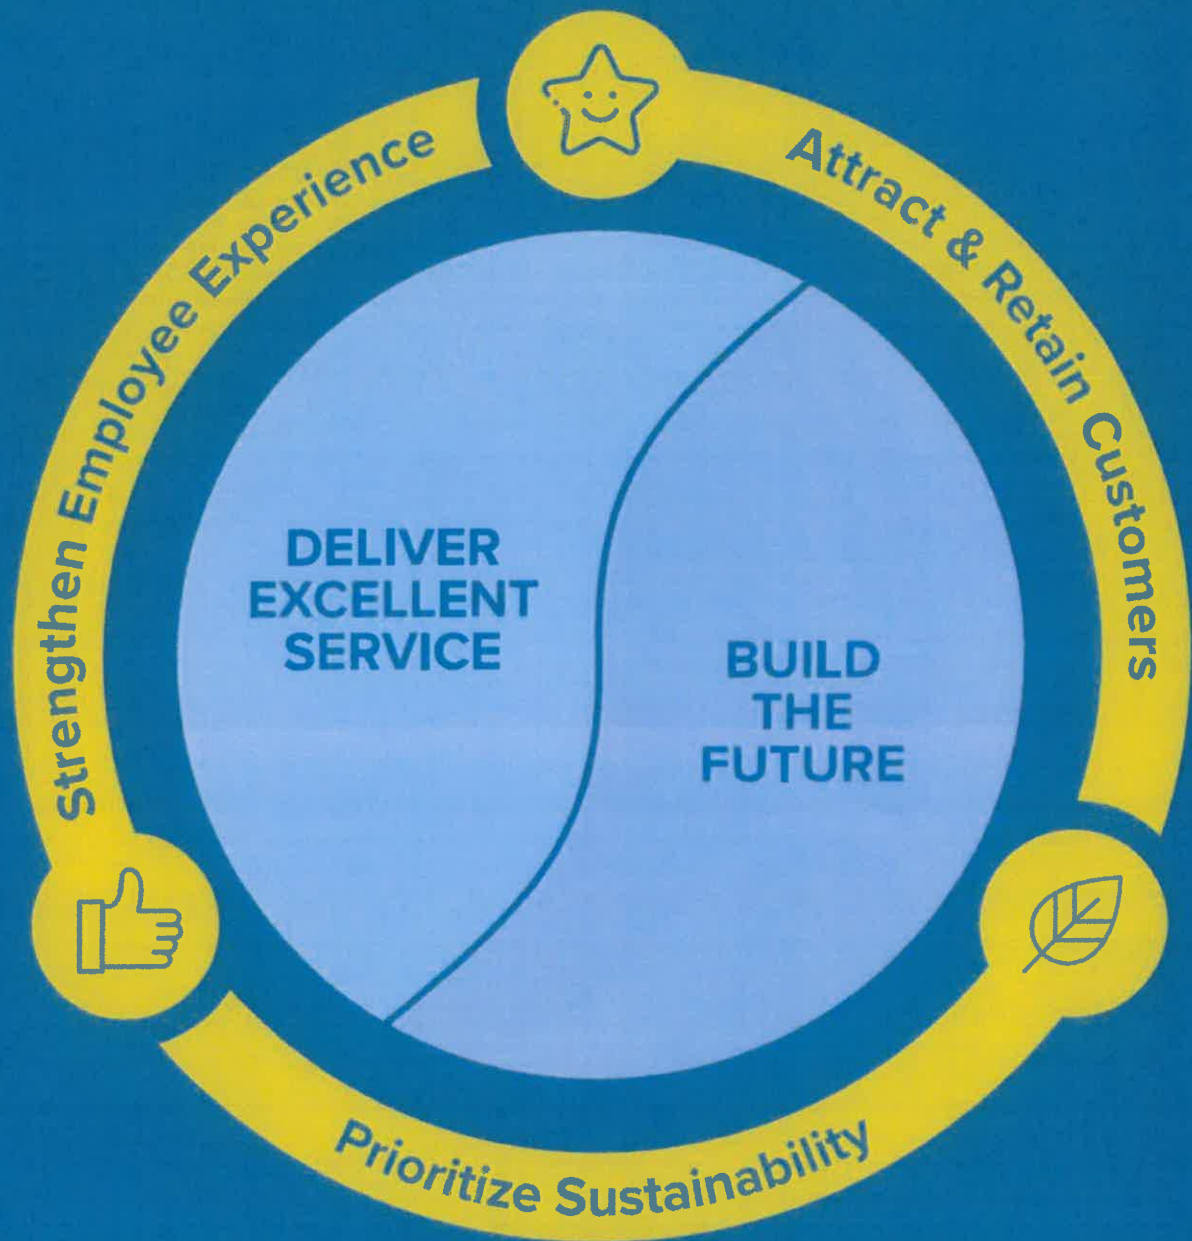 Strengthen Employee Experience
Attract & Retain Customers
DELIVER
EXCELLENT
SERVICE
BUILD
THE
FUTURE
Prioritize Sustainability